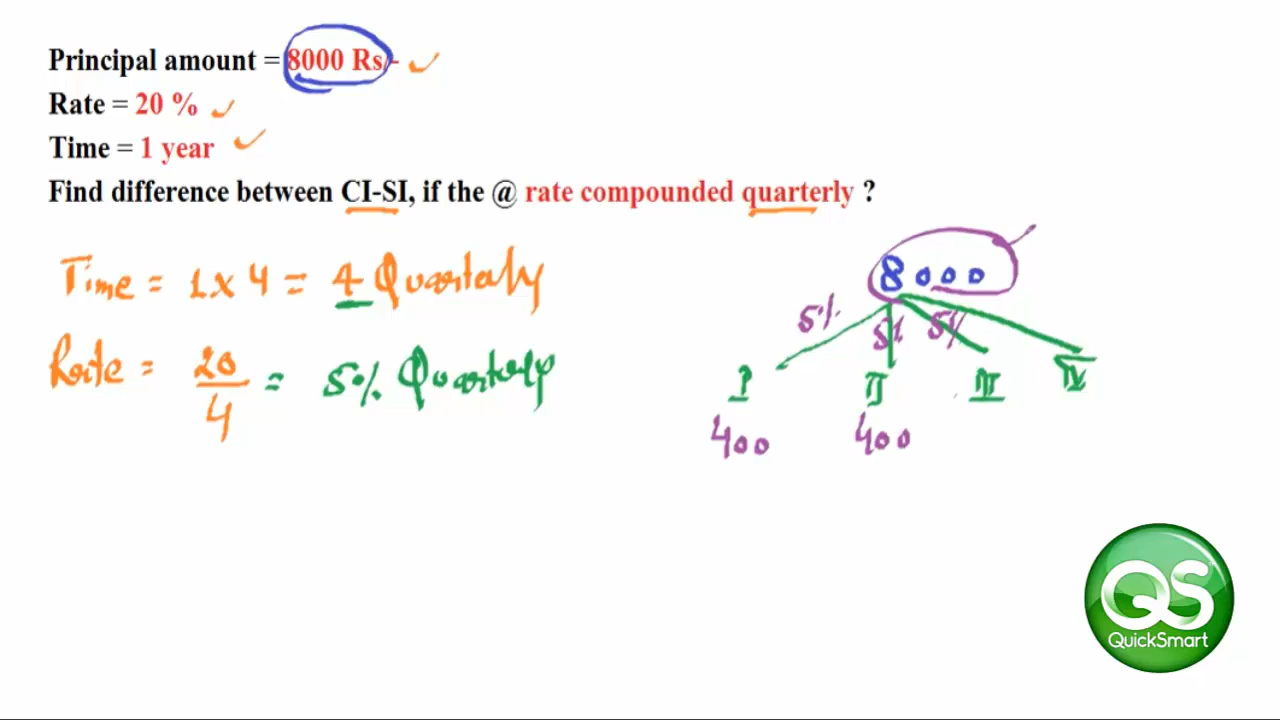 Principal amount = 8000 Rs/-
Rate = 20 %
Time = 1 year
Find difference between CI-SI, if the @ rate compounded quarterly ?
Time = 1 x 4 = 4 Quarterly
Rate = 20/4 = 5% Quarterly
8000
5% 5% 5%
I II III IV
400 400
QS
QuickSmart